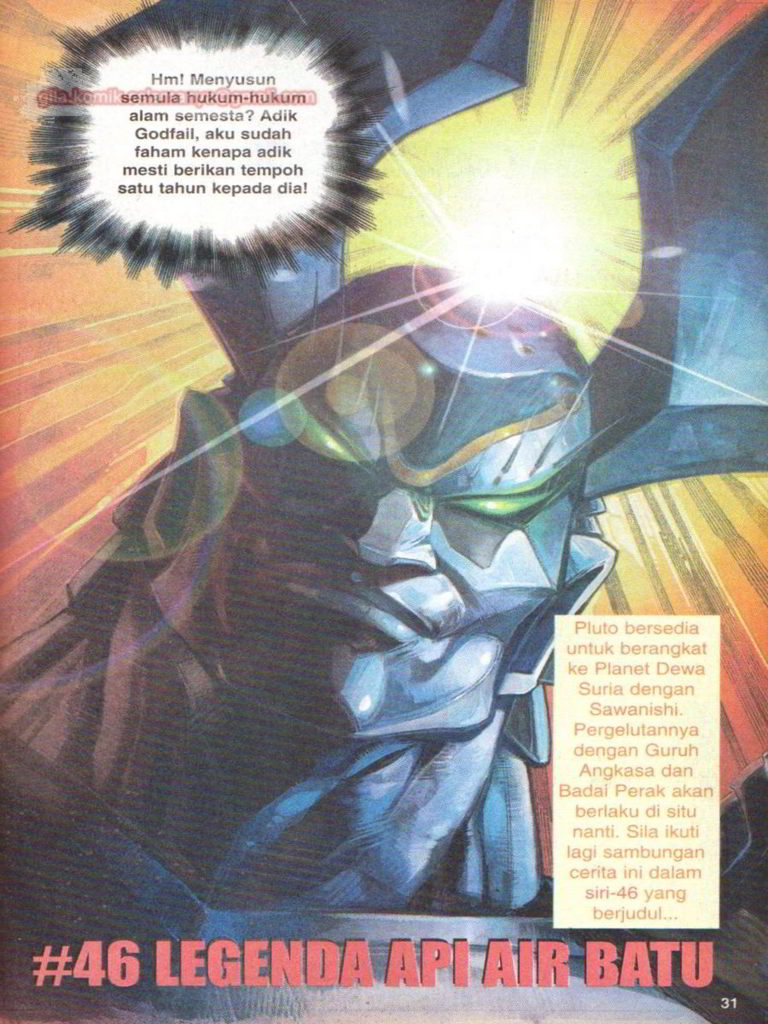 Hm! Menyusun
semula hukum-hukum
alam semesta? Adik
Godfail, aku sudah
faham kenapa adik
mesti berikan tempoh
satu tahun kepada dia!
Pluto bersedia
untuk berangkat
ke Planet Dewa
Suria dengan
Sawanishi.
Pergelutannya
dengan Guruh
Angkasa dan
Badai Perak akan
berlaku di situ
nanti. Sila ikuti
lagi sambungan
cerita ini dalam
siri-46 yang
berjudul...
#46 LEGENDA API AIR BATU
31